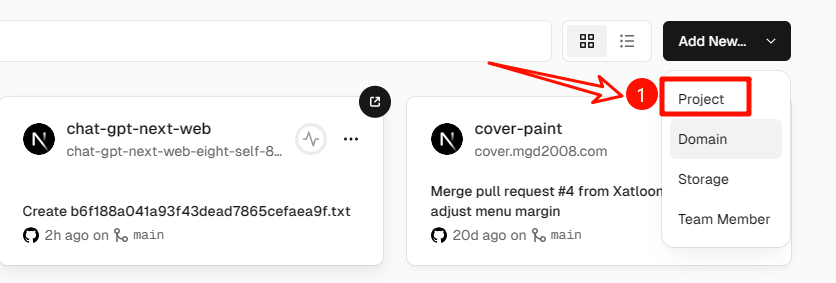 Add New...
1
Project
Domain
Storage
Team Member
chat-gpt-next-web
chat-gpt-next-web-eight-self-8...
Create b6f188a041a93f43dead7865cefaea9f.txt
2h ago on main
cover-paint
cover.mgd2008.com
Merge pull request #4 from Xatloon
adjust menu margin
20d ago on main